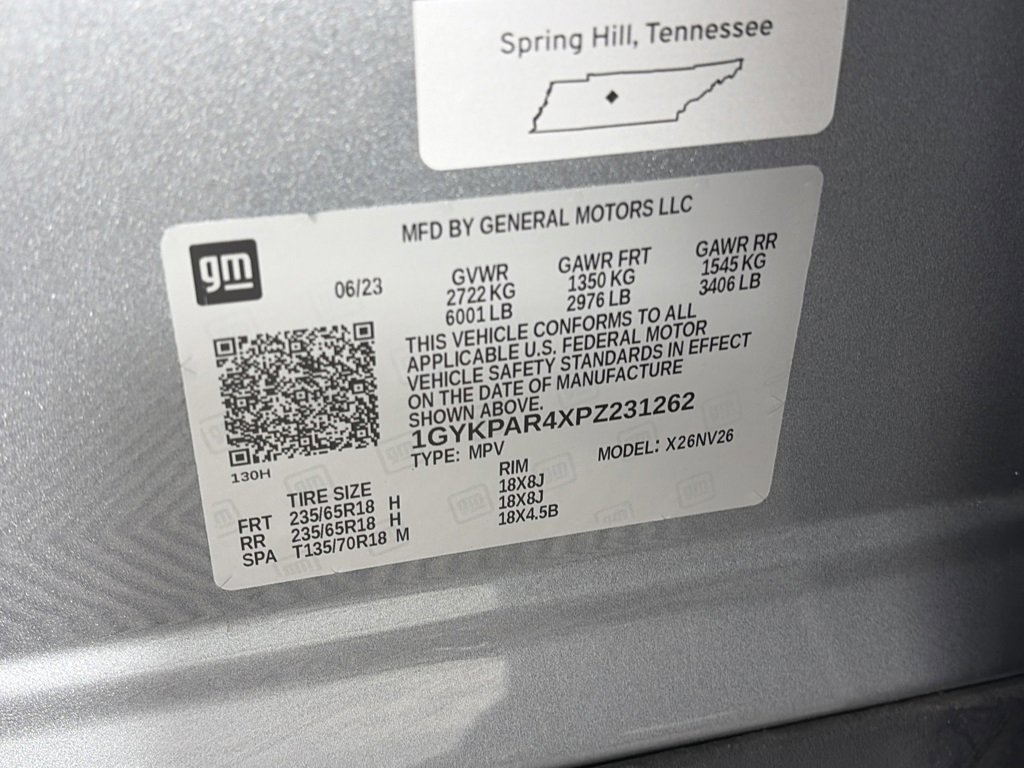 Spring Hill, Tennessee
MFD BY GENERAL MOTORS LLC
gm
06/23
GVWR
2722 KG
6001 LB
GAWR FRT
1350 KG
2976 LB
GAWR RR
1545 KG
3406 LB
THIS VEHICLE CONFORMS TO ALL
APPLICABLE U.S. FEDERAL MOTOR
VEHICLE SAFETY STANDARDS IN EFFECT
ON THE DATE OF MANUFACTURE
SHOWN ABOVE.
1GYKPAR4XPZ231262
TYPE: MPV
MODEL: X26NV26
130H
TIRE SIZE
RIM
FRT 235/65R18 H 18X8J
RR 235/65R18 H 18X8J
SPA T135/70R18 M 18X4.5B